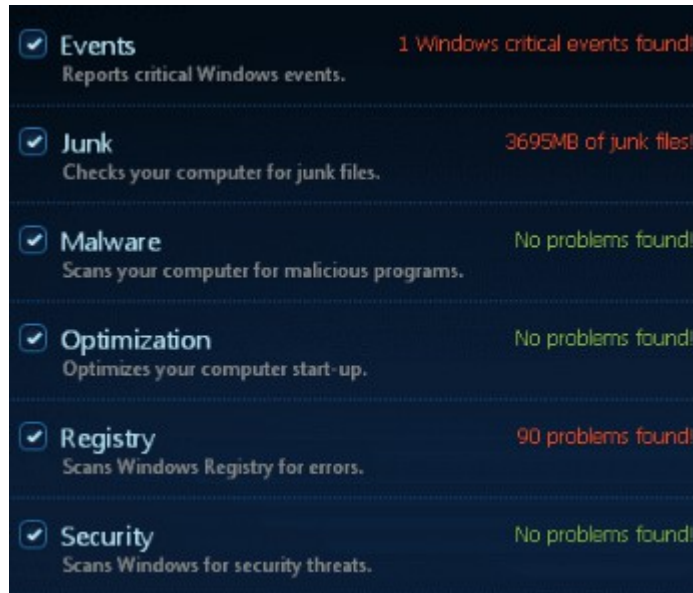 Events 1 Windows critical events found!
Reports critical Windows events.
Junk 3695MB of junk files!
Checks your computer for junk files.
Malware No problems found!
Scans your computer for malicious programs.
Optimization No problems found!
Optimizes your computer start-up.
Registry 90 problems found!
Scans Windows Registry for errors.
Security No problems found!
Scans Windows for security threats.